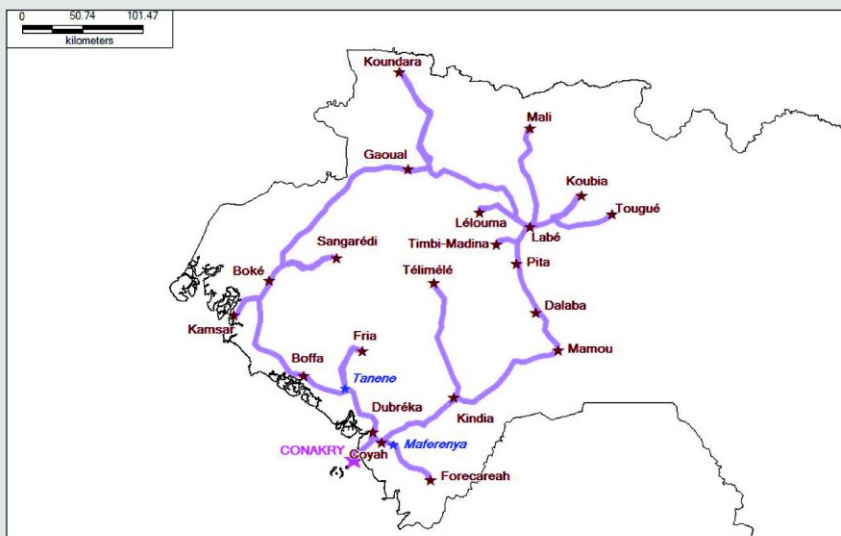 0 50.74 101.47
kilometers
Koundara
Mali
Gaoual
Koubia
Tougué
Lélouma
Labé
Timbi-Madina
Sangarédi
Pita
Télimélé
Boké
Dalaba
Kamsar
Fria
Mamou
Boffa
Tanene
Dubréka
Kindia
Maferenya
CONAKRY
Coyah
Forecareah